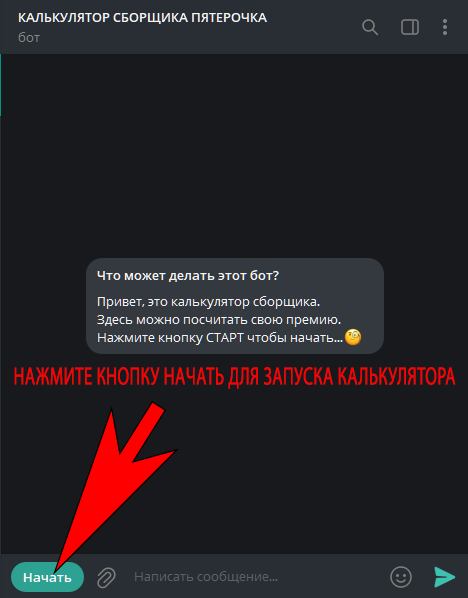 КАЛЬКУЛЯТОР СБОРЩИКА ПЯТЕРОЧКА
бот
Что может делать этот бот?
Привет, это калькулятор сборщика.
Здесь можно посчитать свою премию.
Нажмите кнопку СТАРТ чтобы начать...
НАЖМИТЕ КНОПКУ НАЧАТЬ ДЛЯ ЗАПУСКА КАЛЬКУЛЯТОРА
Начать
Написать сообщение...